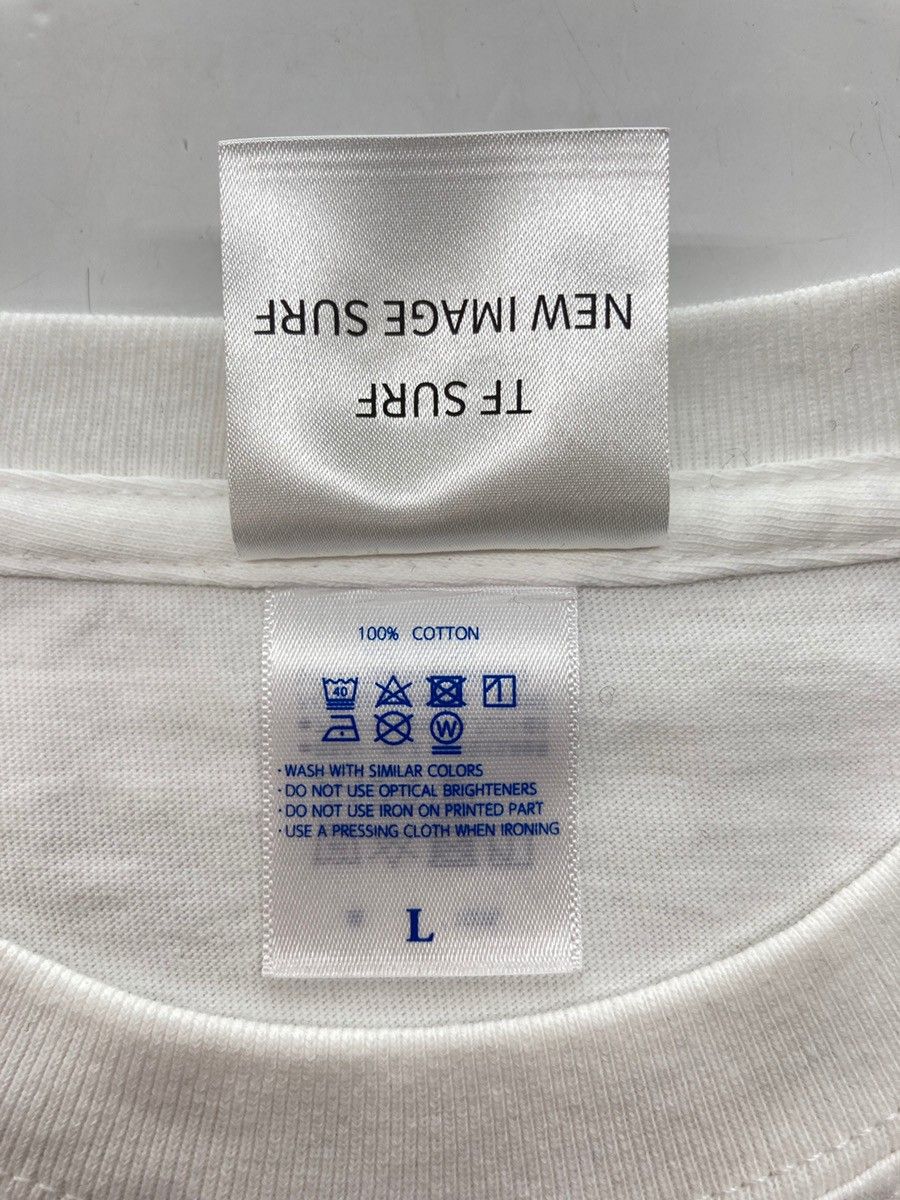 TF SURF
NEW IMAGE SURF
100% COTTON
40
W
·WASH WITH SIMILAR COLORS
·DO NOT USE OPTICAL BRIGHTENERS
·DO NOT USE IRON ON PRINTED PART
·USE A PRESSING CLOTH WHEN IRONING
L